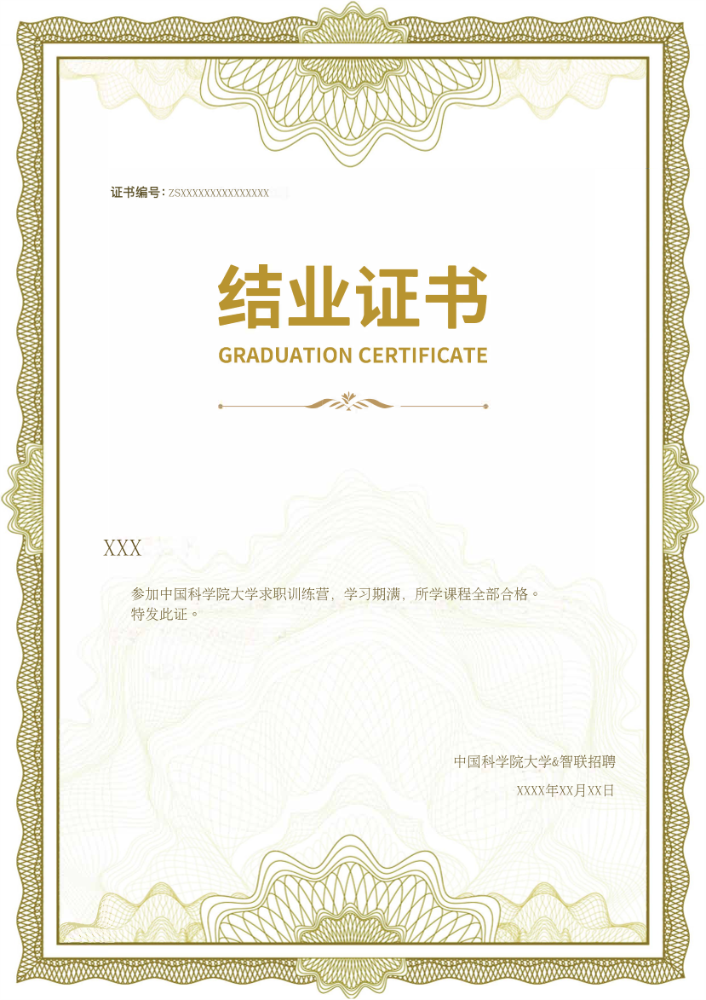 证书编号：ZSXXXXXXXXXXXXXXX
结业证书
GRADUATION CERTIFICATE
XXX
参加中国科学院大学求职训练营，学习期满，所学课程全部合格。
特发此证。
中国科学院大学&智联招聘
XXXX年XX月XX日